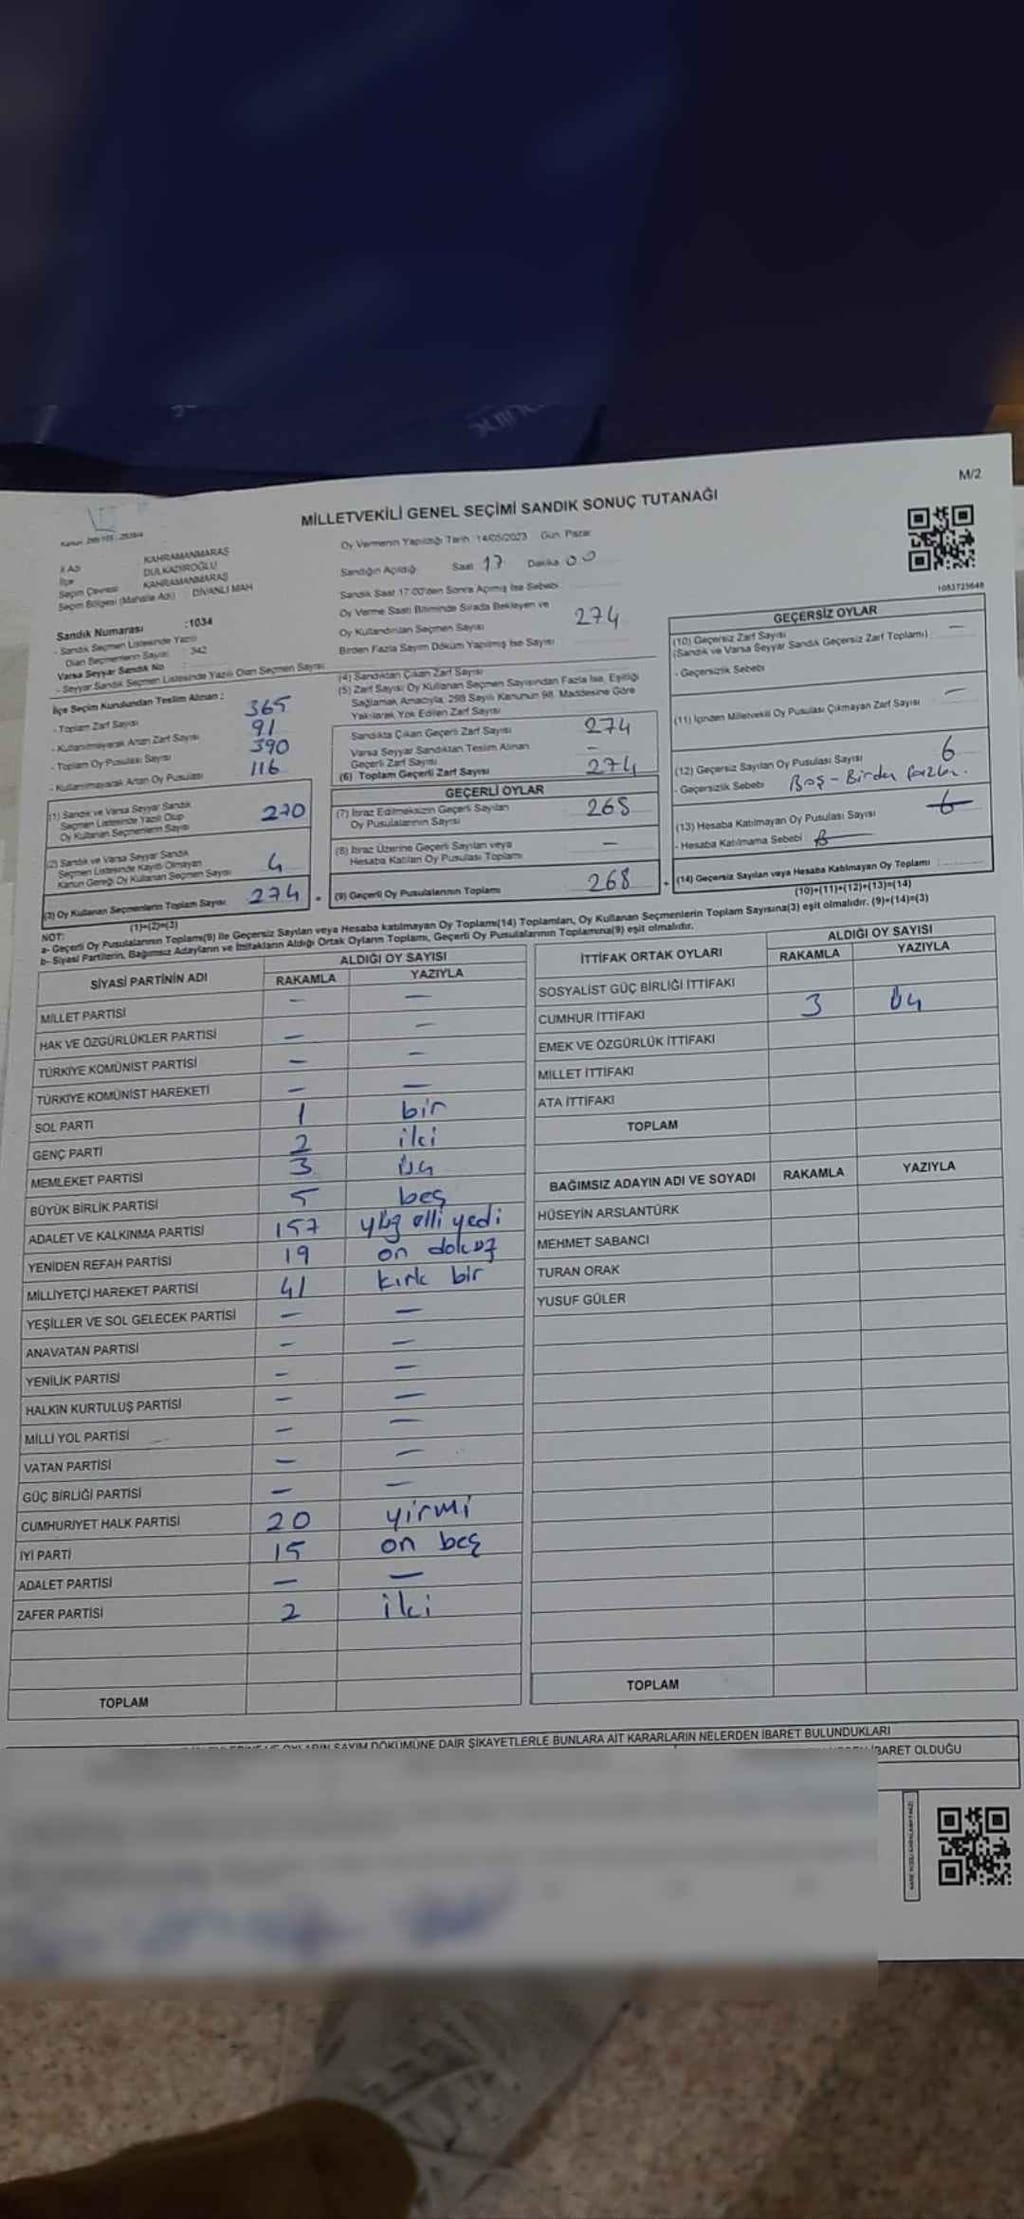 M/2
MİLLETVEKİLİ GENEL SEÇİMİ SANDIK SONUÇ TUTANAĞI
İl Adı KAHRAMANMARAŞ
İlçe DULKADİROĞLU
Seçim Çevresi KAHRAMANMARAŞ
Seçim Bölgesi (Mahalle Adı) DİVANLI MAH
Sandık Numarası :1034
- Sandık Seçmen Listesinde Yazılı
Olan Seçmenlerin Sayısı 342
Varsa Seyyar Sandık No
- Seyyar Sandık Seçmen Listesinde Yazılı Olan Seçmen Sayısı
Oy Vermenin Yapıldığı Tarih 14/05/2023 Gün Pazar
Sandığın Açıldığı Saat 17 Dakika 00
Sandık Saat 17:00'den Sonra Açılmış İse Sebebi
Oy Verme Saati Bitiminde Sırada Bekleyen ve
Oy Kullandırılan Seçmen Sayısı 274
Birden Fazla Sayım Döküm Yapılmış İse Sayısı
1083723648
İlçe Seçim Kurulundan Teslim Alınan :
- Toplam Zarf Sayısı 365
- Kullanılmayarak Artan Zarf Sayısı 91
- Toplam Oy Pusulası Sayısı 390
- Kullanılmayarak Artan Oy Pusulası 116
(1) Sandık ve Varsa Seyyar Sandık
Seçmen Listesinde Yazılı Olup
Oy Kullanan Seçmenlerin Sayısı 270
(2) Sandık ve Varsa Seyyar Sandık
Seçmen Listesinde Kayıtlı Olmayan
Kanun Gereği Oy Kullanan Seçmen Sayısı 4
(3) Oy Kullanan Seçmenlerin Toplam Sayısı 274
(1)+(2)=(3)
(4) Sandıktan Çıkan Zarf Sayısı
(5) Zarf Sayısı Oy Kullanan Seçmen Sayısından Fazla İse, Eşitliği
Sağlamak Amacıyla, 298 Sayılı Kanunun 98. Maddesine Göre
Yakılarak Yok Edilen Zarf Sayısı
Sandıkta Çıkan Geçerli Zarf Sayısı 274
Varsa Seyyar Sandıktan Teslim Alınan
Geçerli Zarf Sayısı —
(6) Toplam Geçerli Zarf Sayısı 274
GEÇERLİ OYLAR
(7) İtiraz Edilmeksizin Geçerli Sayılan
Oy Pusulalarının Sayısı 268
(8) İtiraz Üzerine Geçerli Sayılan veya
Hesaba Katılan Oy Pusulası Toplamı —
(9) Geçerli Oy Pusulalarının Toplamı 268
GEÇERSİZ OYLAR
(10) Geçersiz Zarf Sayısı —
(Sandık ve Varsa Seyyar Sandık Geçersiz Zarf Toplamı)
- Geçersizlik Sebebi
(11) İçinden Milletvekili Oy Pusulası Çıkmayan Zarf Sayısı —
(12) Geçersiz Sayılan Oy Pusulası Sayısı 6
- Geçersizlik Sebebi Boş - Birden fazla.
(13) Hesaba Katılmayan Oy Pusulası Sayısı
- Hesaba Katılmama Sebebi
(14) Geçersiz Sayılan veya Hesaba Katılmayan Oy Toplamı
(10)+(11)+(12)+(13)=(14)
NOT:
a- Geçerli Oy Pusulalarının Toplamı(9) ile Geçersiz Sayılan veya Hesaba katılmayan Oy Toplamı(14) Toplamları, Oy Kullanan Seçmenlerin Toplam Sayısına(3) eşit olmalıdır. (9)+(14)=(3)
b- Siyasi Partilerin, Bağımsız Adayların ve İttifakların Aldığı Ortak Oyların Toplamı, Geçerli Oy Pusulalarının Toplamına(9) eşit olmalıdır.
SİYASİ PARTİNİN ADI ALDIĞI OY SAYISI
RAKAMLA YAZIYLA
MİLLET PARTİSİ — —
HAK VE ÖZGÜRLÜKLER PARTİSİ — —
TÜRKİYE KOMÜNİST PARTİSİ — —
TÜRKİYE KOMÜNİST HAREKETİ — —
SOL PARTİ 1 bir
GENÇ PARTİ 2 iki
MEMLEKET PARTİSİ 3 üç
BÜYÜK BİRLİK PARTİSİ 5 beş
ADALET VE KALKINMA PARTİSİ 157 yüz elli yedi
YENİDEN REFAH PARTİSİ 19 on dokuz
MİLLİYETÇİ HAREKET PARTİSİ 41 kırk bir
YEŞİLLER VE SOL GELECEK PARTİSİ — —
ANAVATAN PARTİSİ — —
YENİLİK PARTİSİ — —
HALKIN KURTULUŞ PARTİSİ — —
MİLLİ YOL PARTİSİ — —
VATAN PARTİSİ — —
GÜÇ BİRLİĞİ PARTİSİ — —
CUMHURİYET HALK PARTİSİ 20 yirmi
İYİ PARTİ 15 on beş
ADALET PARTİSİ — —
ZAFER PARTİSİ 2 iki
TOPLAM
İTTİFAK ORTAK OYLARI ALDIĞI OY SAYISI
RAKAMLA YAZIYLA
SOSYALİST GÜÇ BİRLİĞİ İTTİFAKI
CUMHUR İTTİFAKI 3 üç
EMEK VE ÖZGÜRLÜK İTTİFAKI
MİLLET İTTİFAKI
ATA İTTİFAKI
TOPLAM
BAĞIMSIZ ADAYIN ADI VE SOYADI RAKAMLA YAZIYLA
HÜSEYİN ARSLANTÜRK
MEHMET SABANCI
TURAN ORAK
YUSUF GÜLER
TOPLAM
OYLARIN SAYIM DÖKÜMÜNE DAİR ŞİKAYETLERLE BUNLARA AİT KARARLARIN NELERDEN İBARET BULUNDUKLARI
İBARET OLDUĞU